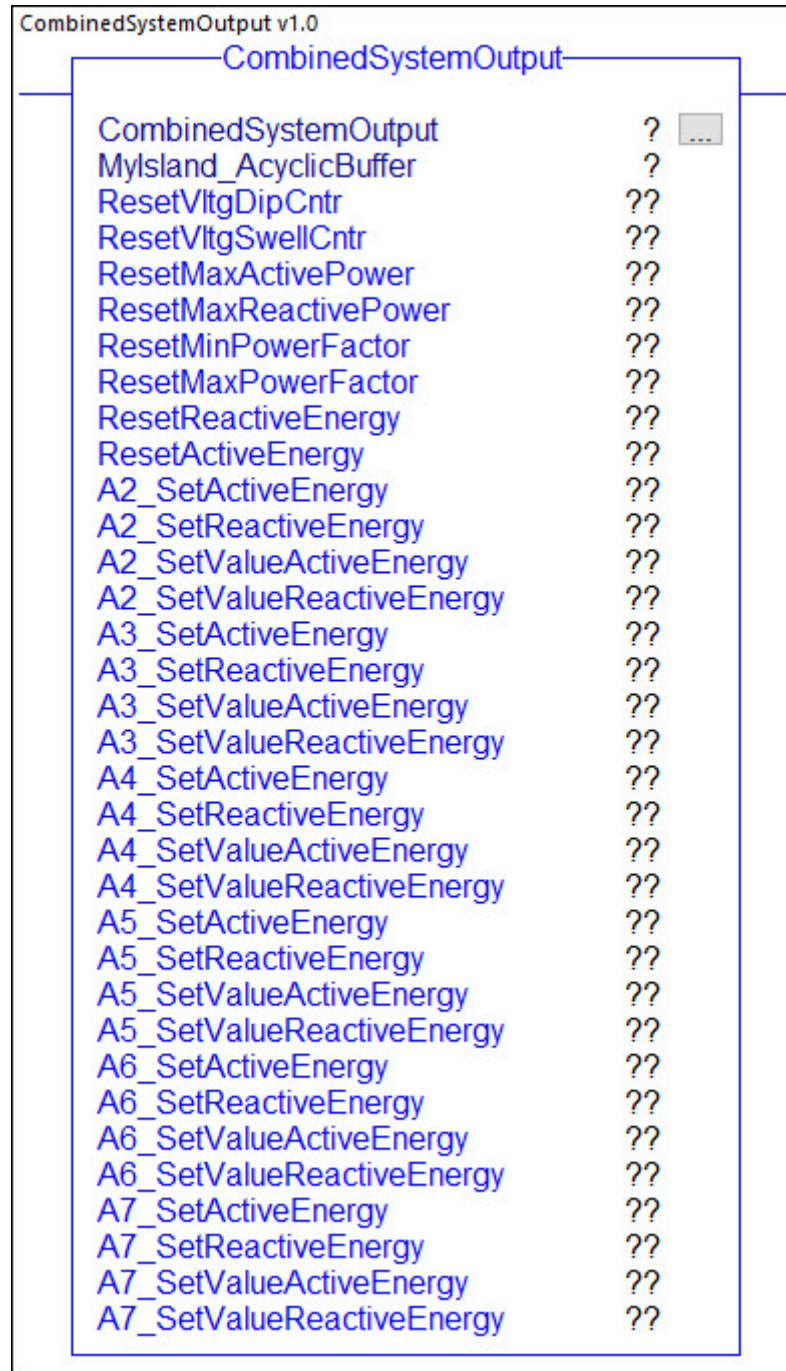 CombinedSystemOutput v1.0
CombinedSystemOutput
CombinedSystemOutput ? ...
MyIsland_AcyclicBuffer ?
ResetVltgDipCntr ??
ResetVltgSwellCntr ??
ResetMaxActivePower ??
ResetMaxReactivePower ??
ResetMinPowerFactor ??
ResetMaxPowerFactor ??
ResetReactiveEnergy ??
ResetActiveEnergy ??
A2_SetActiveEnergy ??
A2_SetReactiveEnergy ??
A2_SetValueActiveEnergy ??
A2_SetValueReactiveEnergy ??
A3_SetActiveEnergy ??
A3_SetReactiveEnergy ??
A3_SetValueActiveEnergy ??
A3_SetValueReactiveEnergy ??
A4_SetActiveEnergy ??
A4_SetReactiveEnergy ??
A4_SetValueActiveEnergy ??
A4_SetValueReactiveEnergy ??
A5_SetActiveEnergy ??
A5_SetReactiveEnergy ??
A5_SetValueActiveEnergy ??
A5_SetValueReactiveEnergy ??
A6_SetActiveEnergy ??
A6_SetReactiveEnergy ??
A6_SetValueActiveEnergy ??
A6_SetValueReactiveEnergy ??
A7_SetActiveEnergy ??
A7_SetReactiveEnergy ??
A7_SetValueActiveEnergy ??
A7_SetValueReactiveEnergy ??